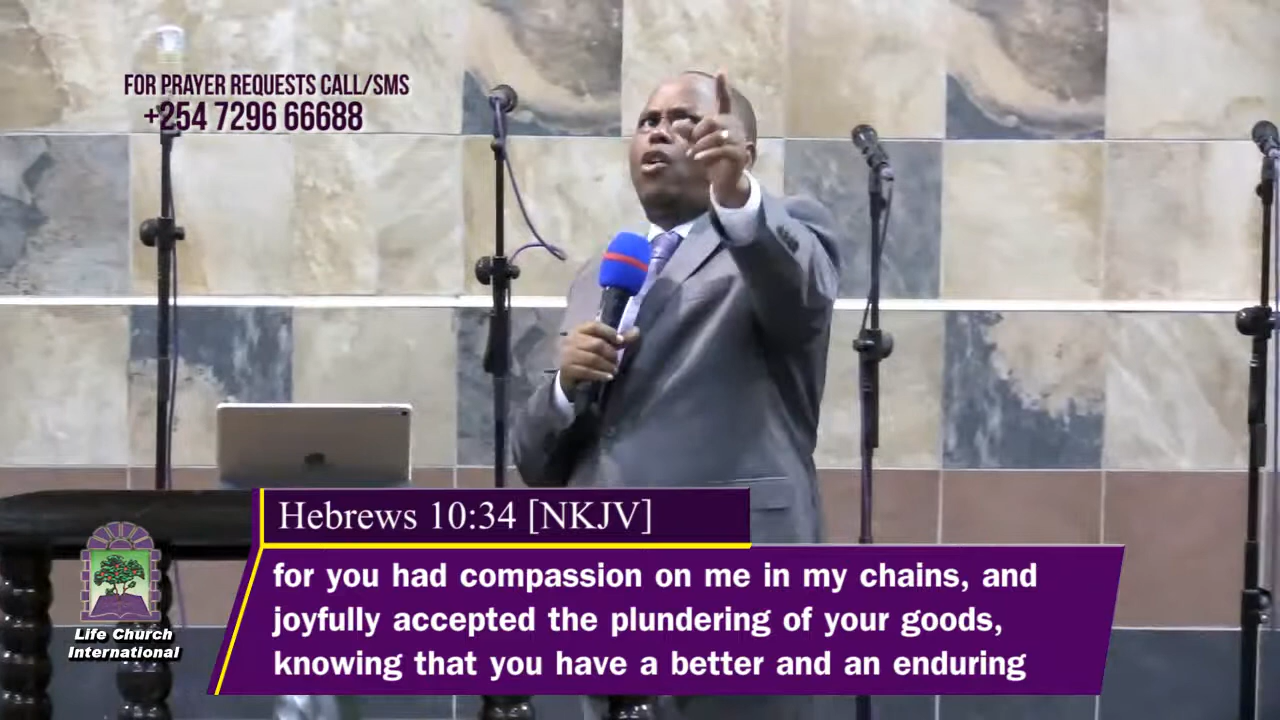 FOR PRAYER REQUESTS CALL/SMS
+254 7296 66688
Hebrews 10:34 [NKJV]
for you had compassion on me in my chains, and
joyfully accepted the plundering of your goods,
knowing that you have a better and an enduring
Life Church
International